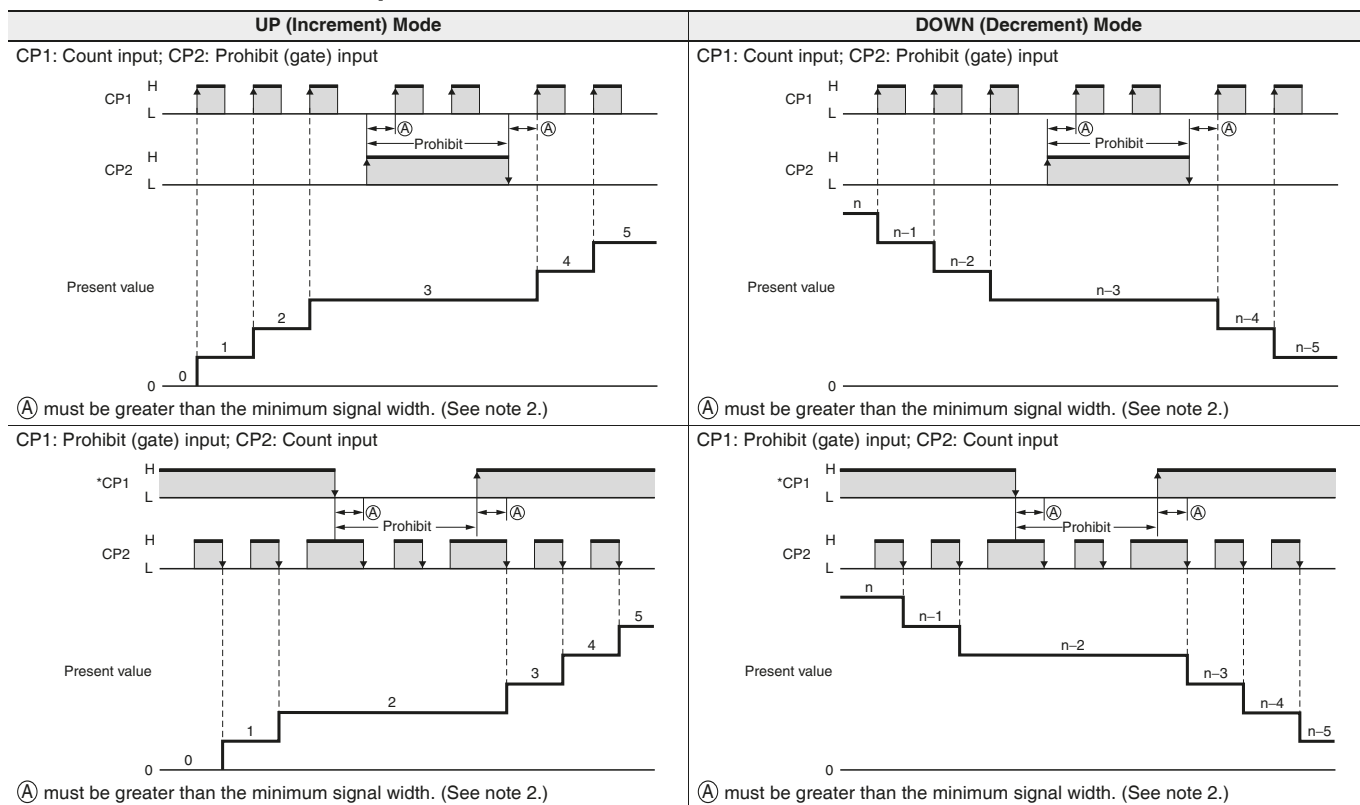 UP (Increment) Mode
DOWN (Decrement) Mode
CP1: Count input; CP2: Prohibit (gate) input
H
CP1
L
Ⓐ
Ⓐ
Prohibit
H
CP2
L
5
4
3
2
1
0
Present value
0
Ⓐ must be greater than the minimum signal width. (See note 2.)
CP1: Count input; CP2: Prohibit (gate) input
H
CP1
L
Ⓐ
Ⓐ
Prohibit
H
CP2
L
n
n–1
n–2
n–3
n–4
n–5
Present value
0
Ⓐ must be greater than the minimum signal width. (See note 2.)
CP1: Prohibit (gate) input; CP2: Count input
H
*CP1
L
Ⓐ
Ⓐ
Prohibit
H
CP2
L
5
4
3
2
1
0
Present value
0
Ⓐ must be greater than the minimum signal width. (See note 2.)
CP1: Prohibit (gate) input; CP2: Count input
H
*CP1
L
Ⓐ
Ⓐ
Prohibit
H
CP2
L
n
n–1
n–2
n–3
n–4
n–5
Present value
0
Ⓐ must be greater than the minimum signal width. (See note 2.)